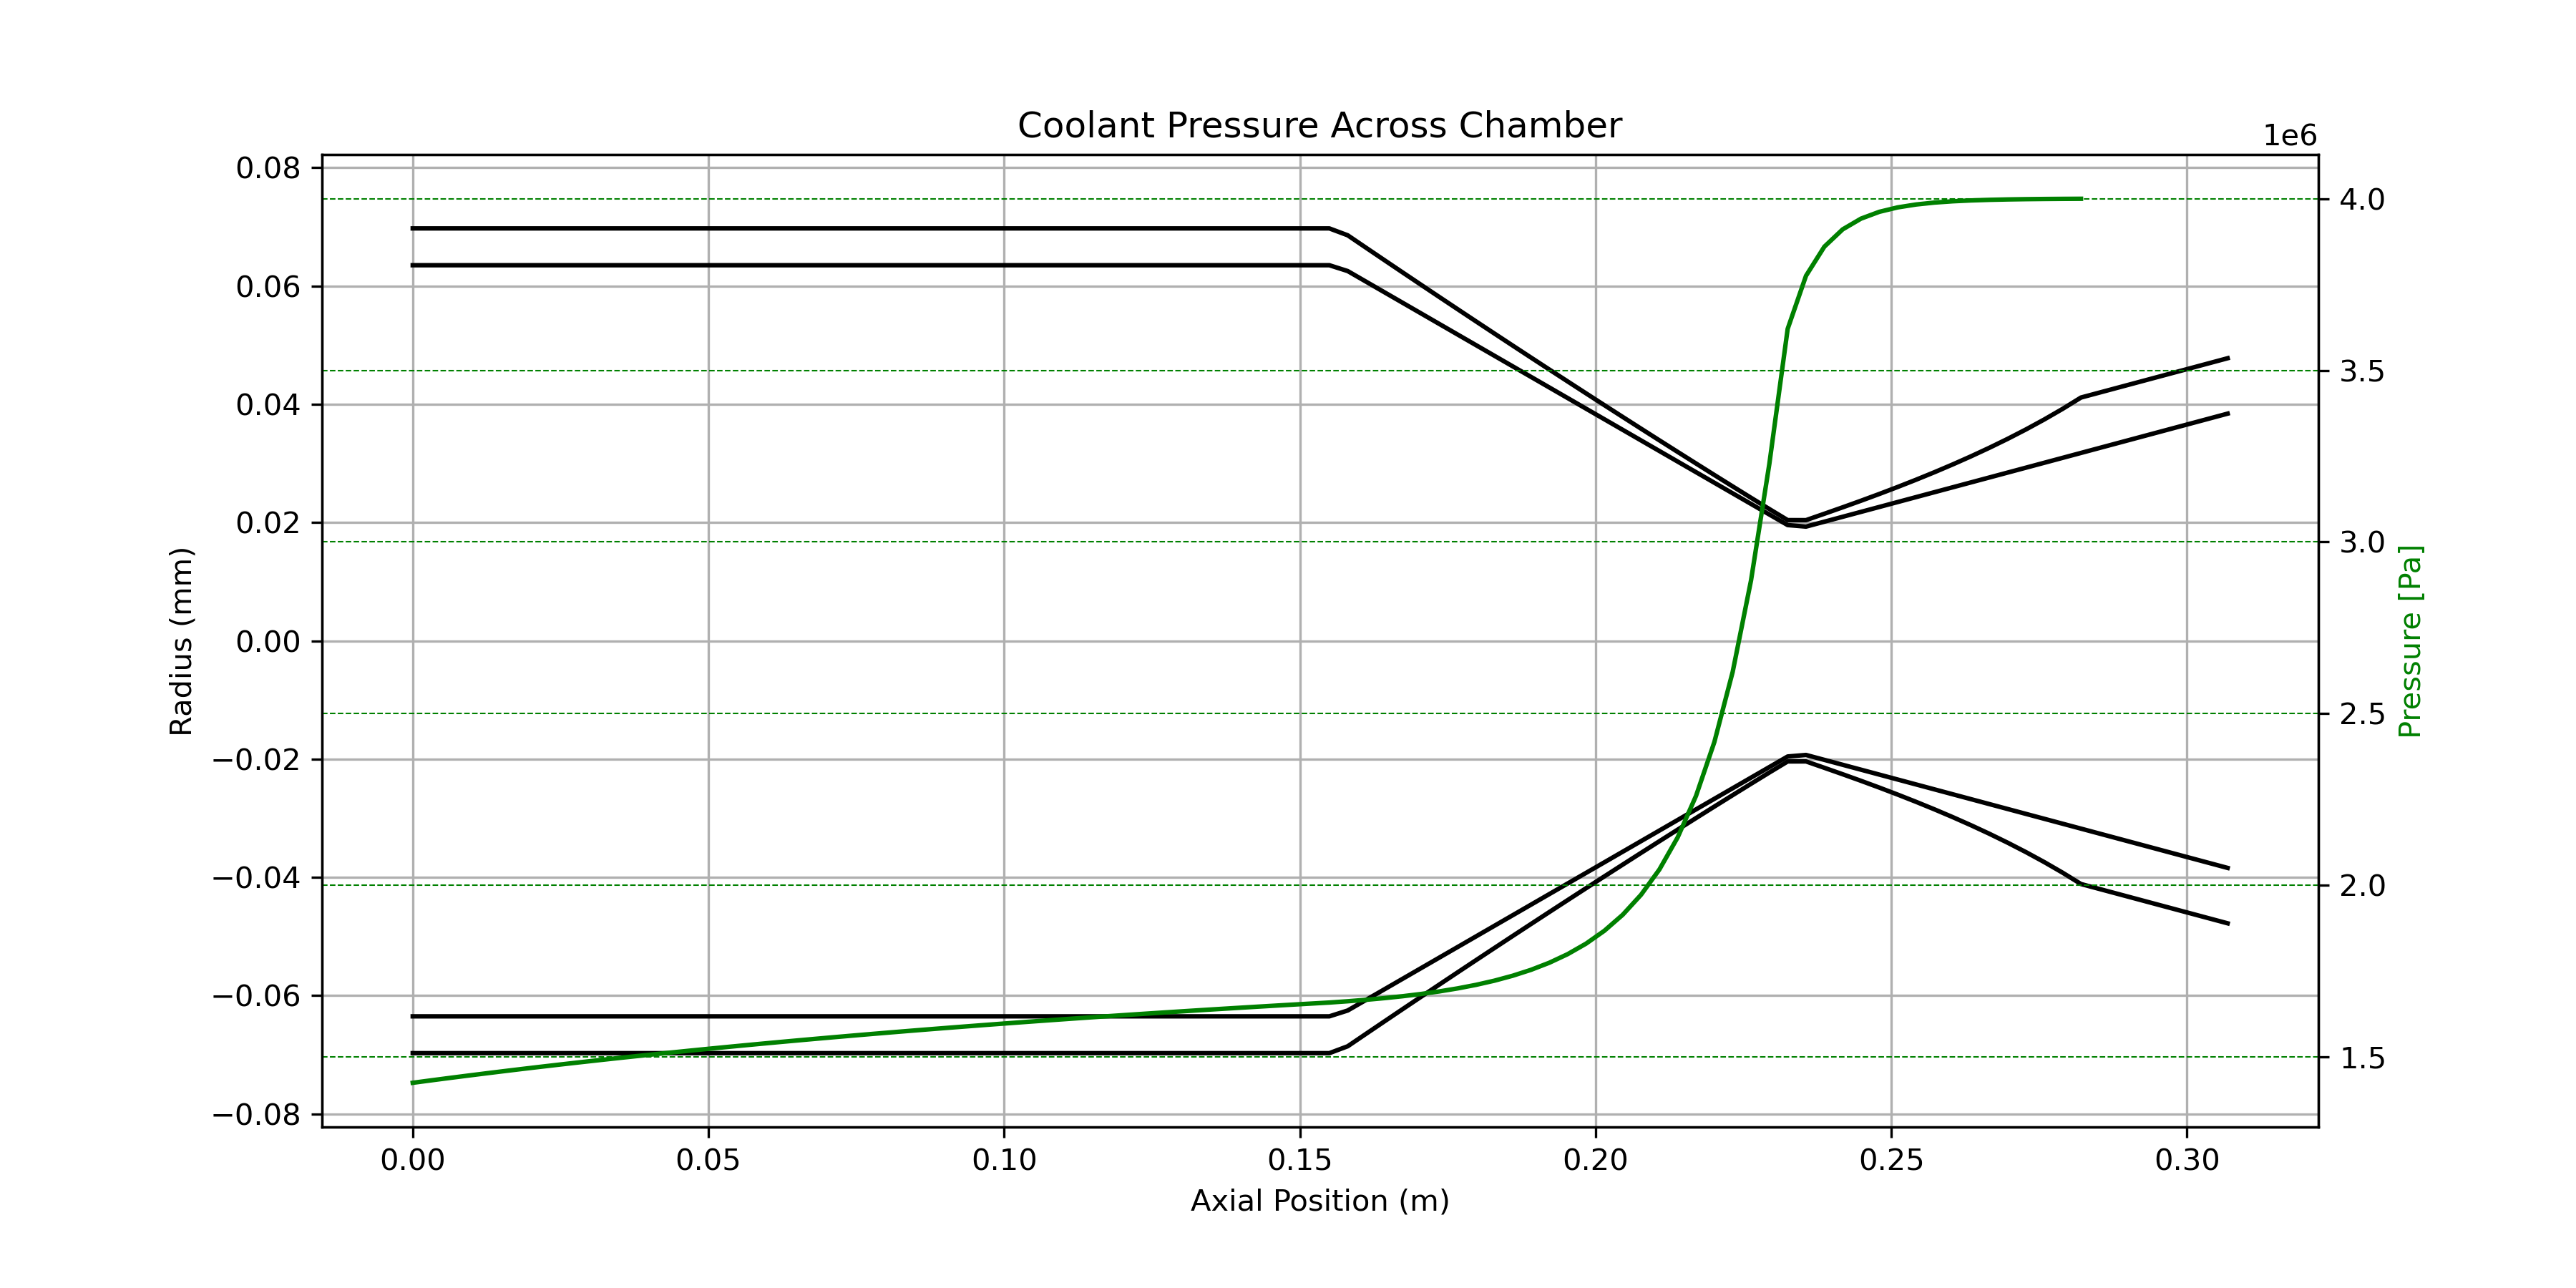 Coolant Pressure Across Chamber
1e6
0.08
0.06
0.04
0.02
0.00
−0.02
−0.04
−0.06
−0.08
Radius (mm)
4.0
3.5
3.0
2.5
2.0
1.5
Pressure [Pa]
0.00 0.05 0.10 0.15 0.20 0.25 0.30
Axial Position (m)